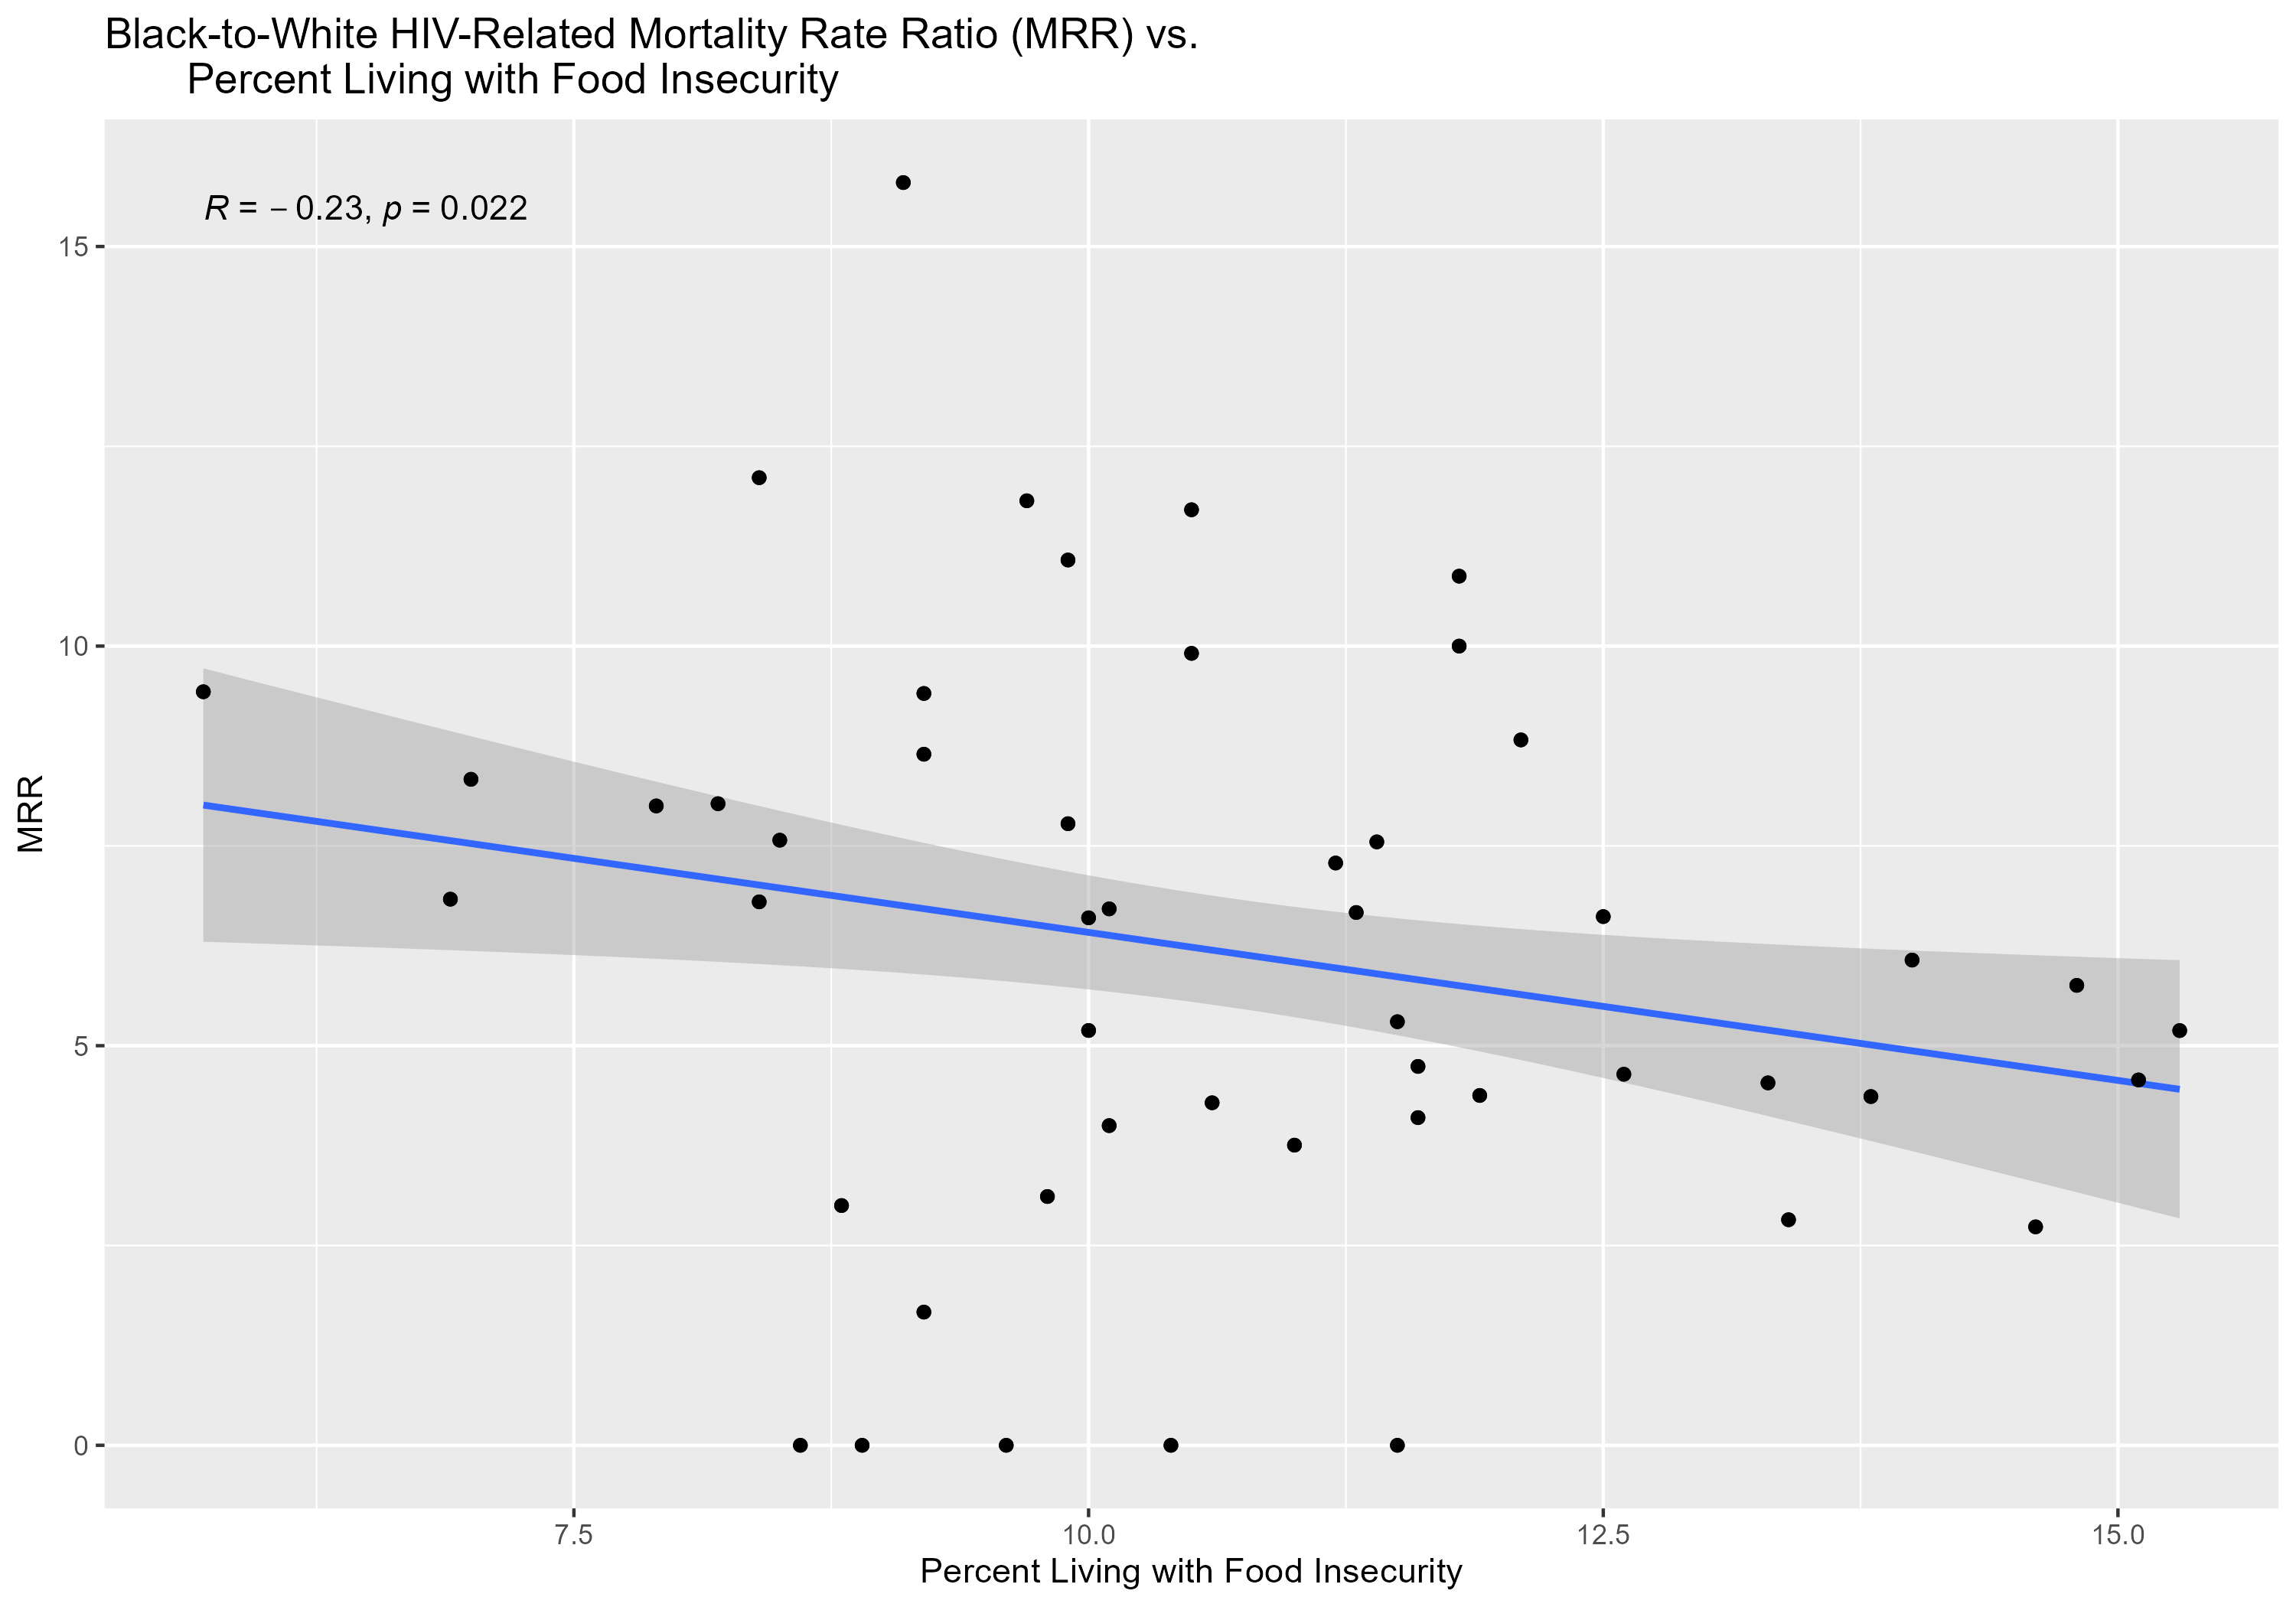 Black-to-White HIV-Related Mortality Rate Ratio (MRR) vs.
Percent Living with Food Insecurity
R = − 0.23, p = 0.022
15
10
5
0
MRR
7.5 10.0 12.5 15.0
Percent Living with Food Insecurity